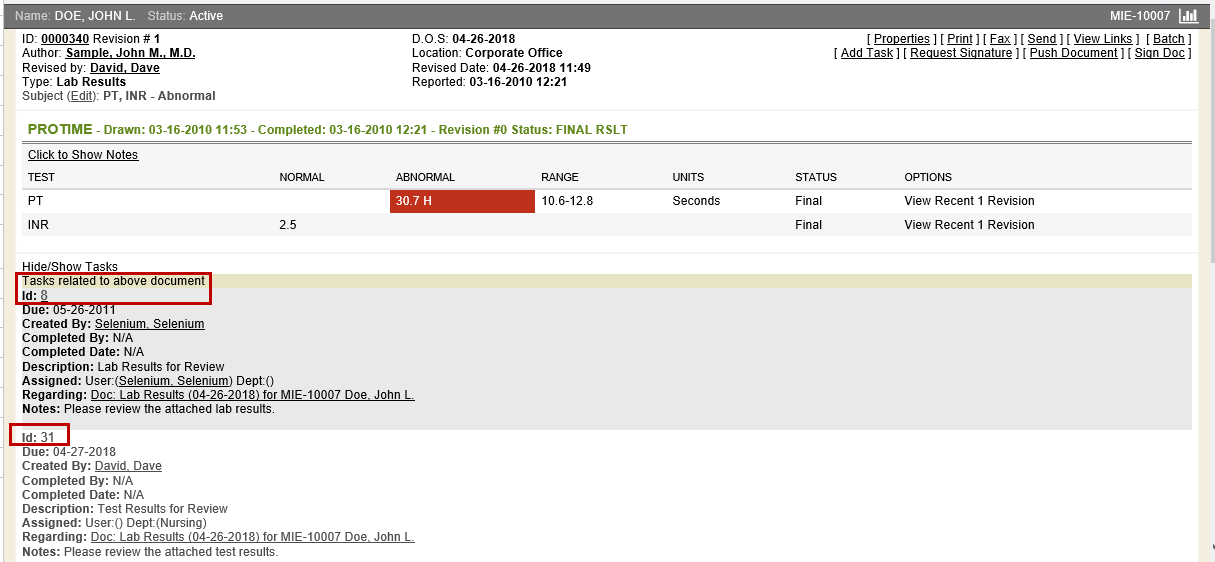 Name: DOE, JOHN L. Status: Active MIE-10007
ID: 0000340 Revision # 1 D.O.S: 04-26-2018 [ Properties ] [ Print ] [ Fax ] [ Send ] [ View Links ] [ Batch ]
Author: Sample, John M., M.D. Location: Corporate Office [ Add Task ] [ Request Signature ] [ Push Document ] [ Sign Doc ]
Revised by: David, Dave Revised Date: 04-26-2018 11:49
Type: Lab Results Reported: 03-16-2010 12:21
Subject (Edit): PT, INR - Abnormal
PROTIME - Drawn: 03-16-2010 11:53 - Completed: 03-16-2010 12:21 - Revision #0 Status: FINAL RSLT
Click to Show Notes
TEST NORMAL ABNORMAL RANGE UNITS STATUS OPTIONS
PT 30.7 H 10.6-12.8 Seconds Final View Recent 1 Revision
INR 2.5 Final View Recent 1 Revision
Hide/Show Tasks
Tasks related to above document
Id: 8
Due: 05-26-2011
Created By: Selenium, Selenium
Completed By: N/A
Completed Date: N/A
Description: Lab Results for Review
Assigned: User:(Selenium, Selenium) Dept:()
Regarding: Doc: Lab Results (04-26-2018) for MIE-10007 Doe, John L.
Notes: Please review the attached lab results.
Id: 31
Due: 04-27-2018
Created By: David, Dave
Completed By: N/A
Completed Date: N/A
Description: Test Results for Review
Assigned: User:() Dept:(Nursing)
Regarding: Doc: Lab Results (04-26-2018) for MIE-10007 Doe, John L.
Notes: Please review the attached test results.